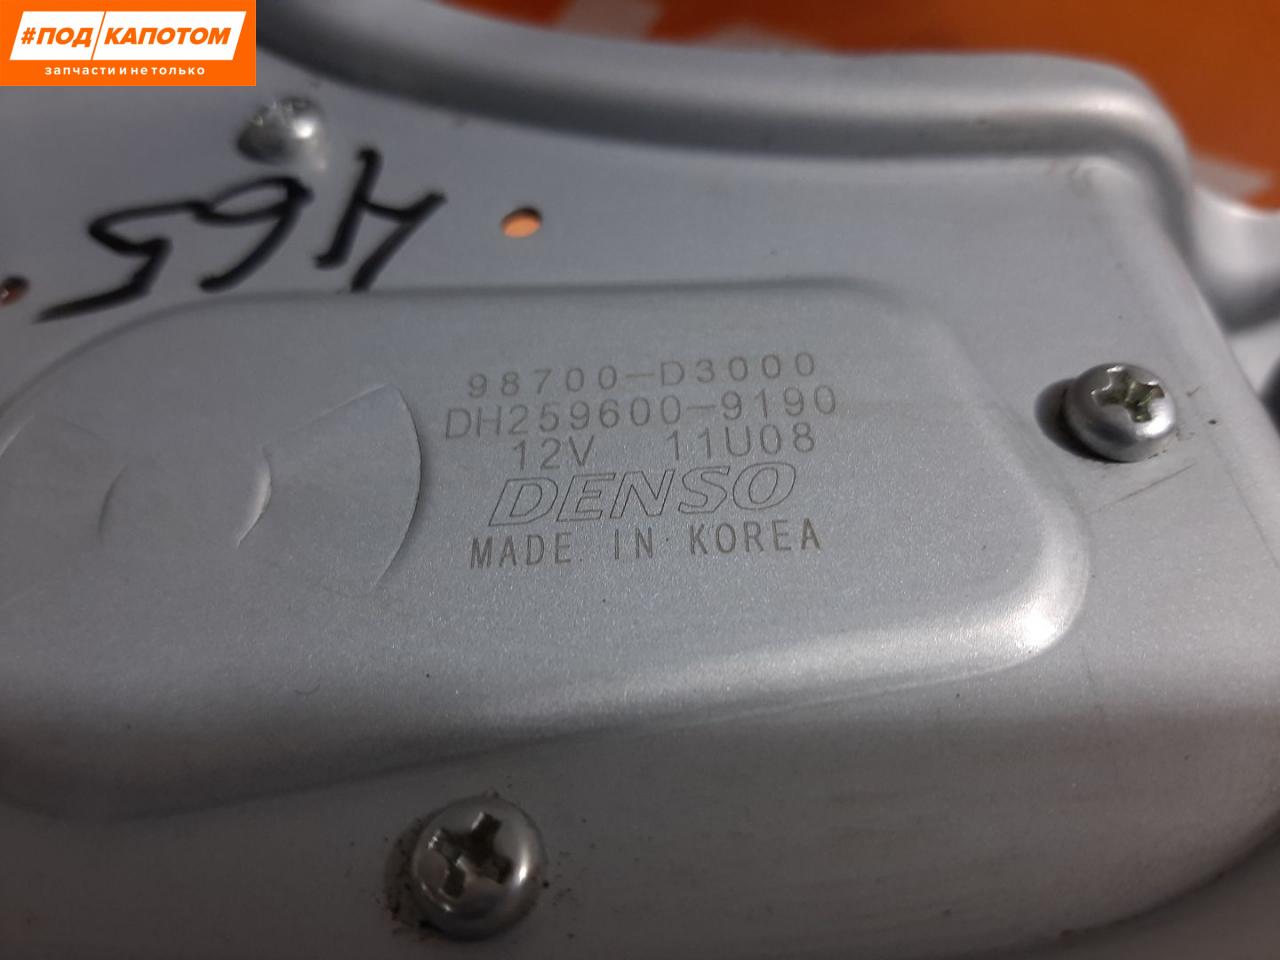 #ПОД/КАПОТОМ
запчасти и не только
465
98700-D3000
DH259600-9190
12V 11U08
DENSO
MADE IN KOREA